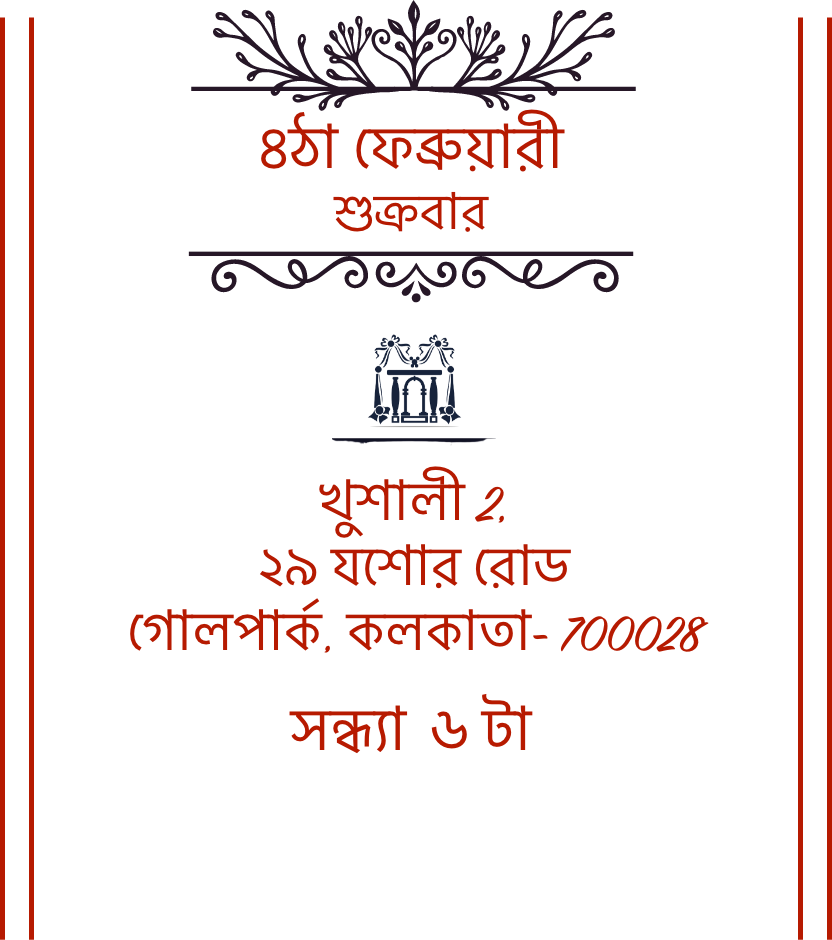 ৪ঠা ফেব্রুয়ারী
শুক্রবার
খুশালী 2,
২৯ যশোর রোড
গোলপার্ক, কলকাতা- 700028
সন্ধ্যা ৬ টা